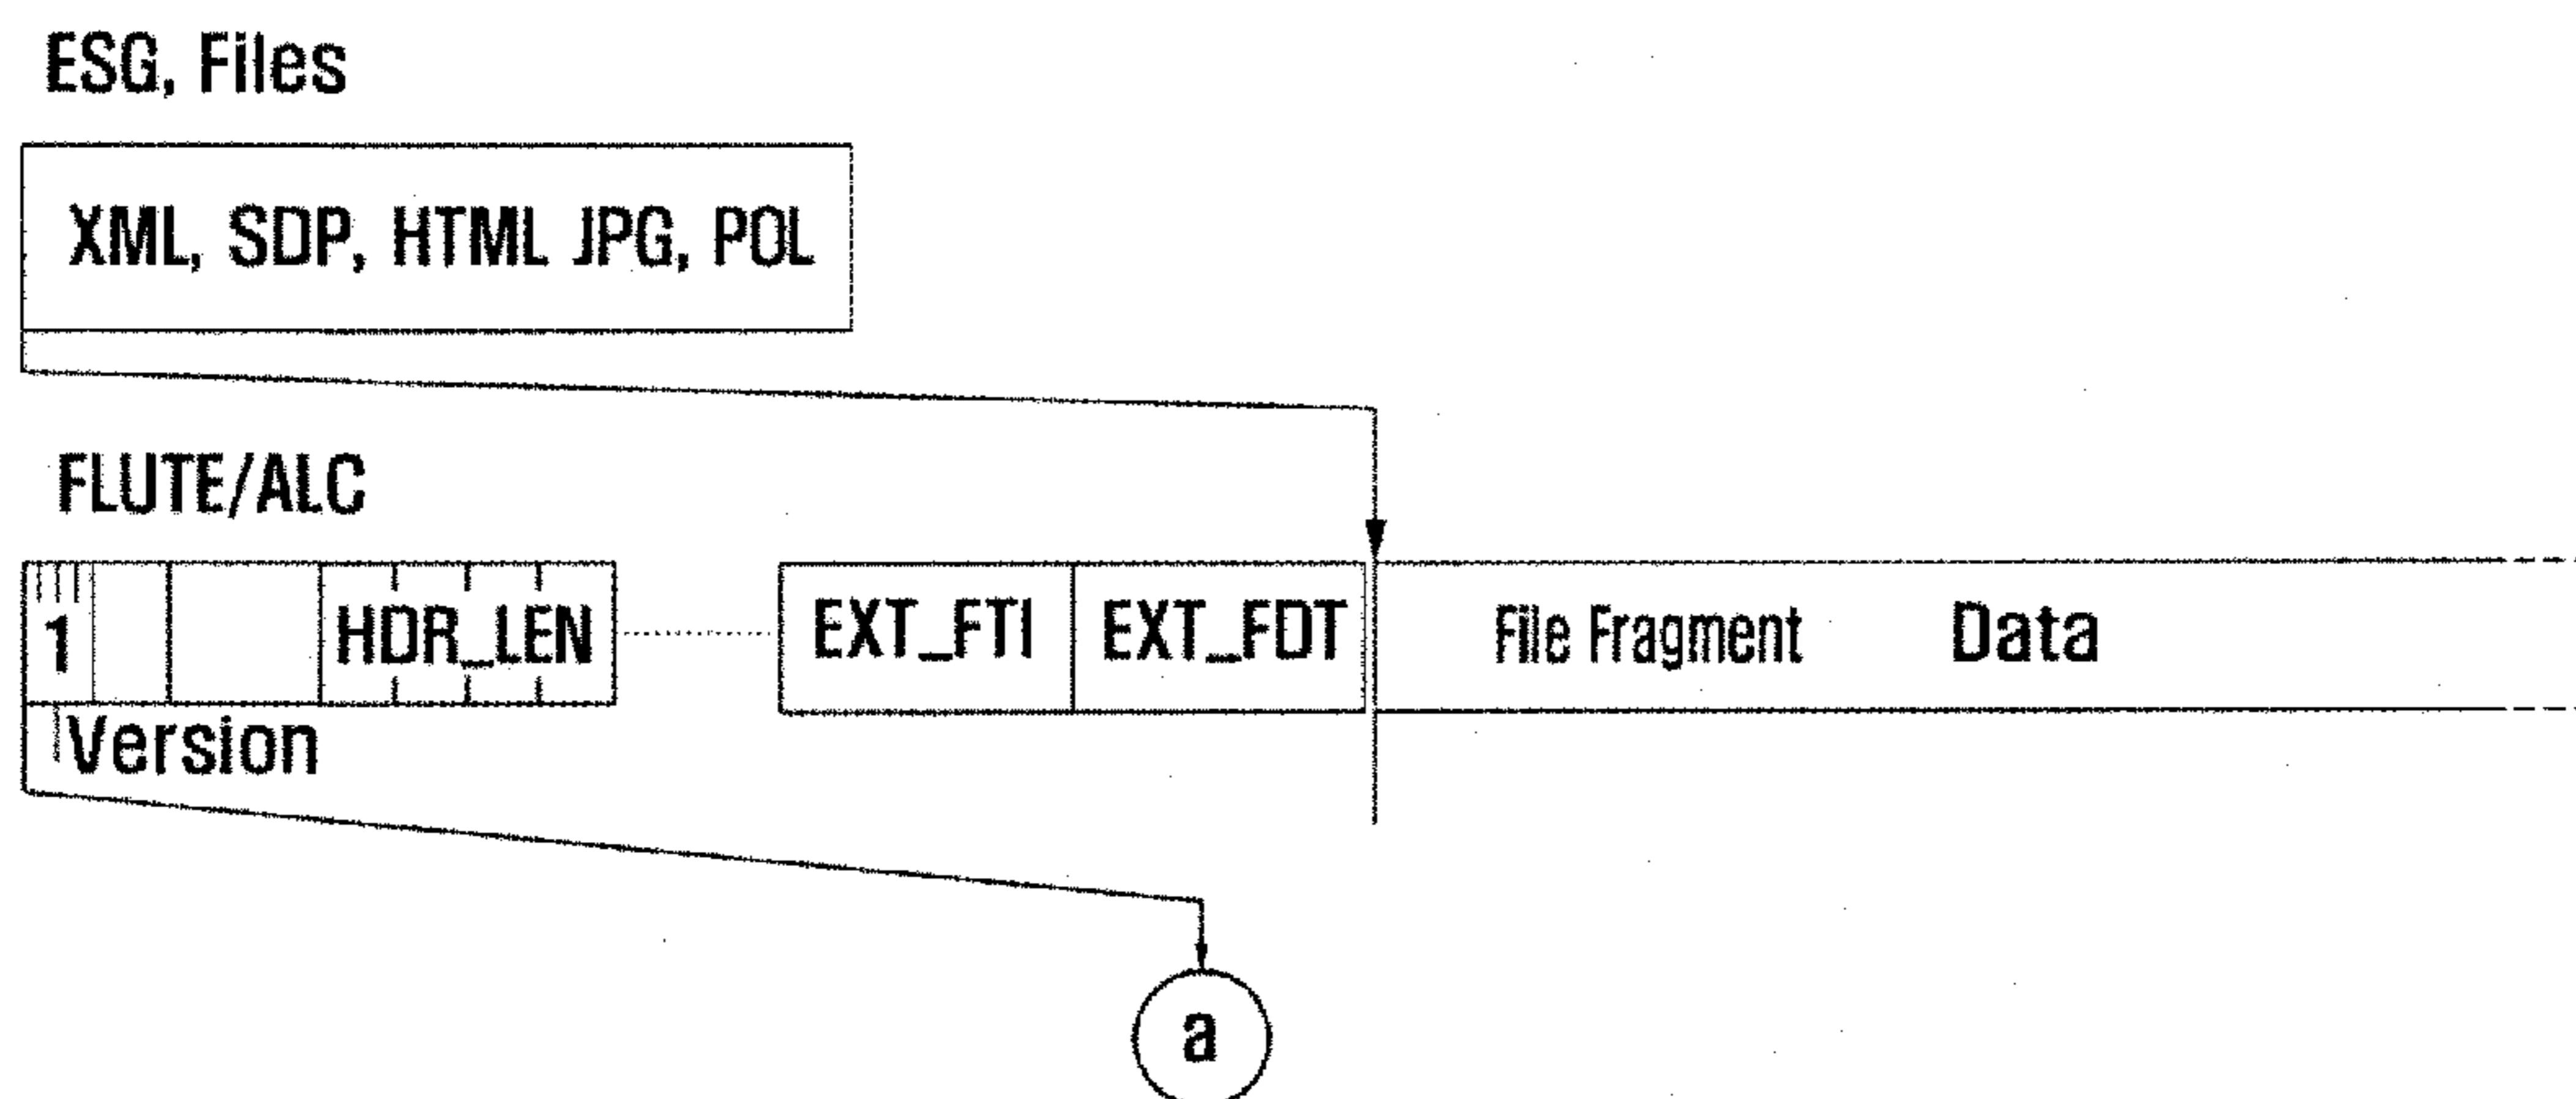 ESG, Files
XML, SDP, HTML JPG, POL
FLUTE/ALC
1 HDR_LEN EXT_FTI EXT_FDT File Fragment Data
Version
a